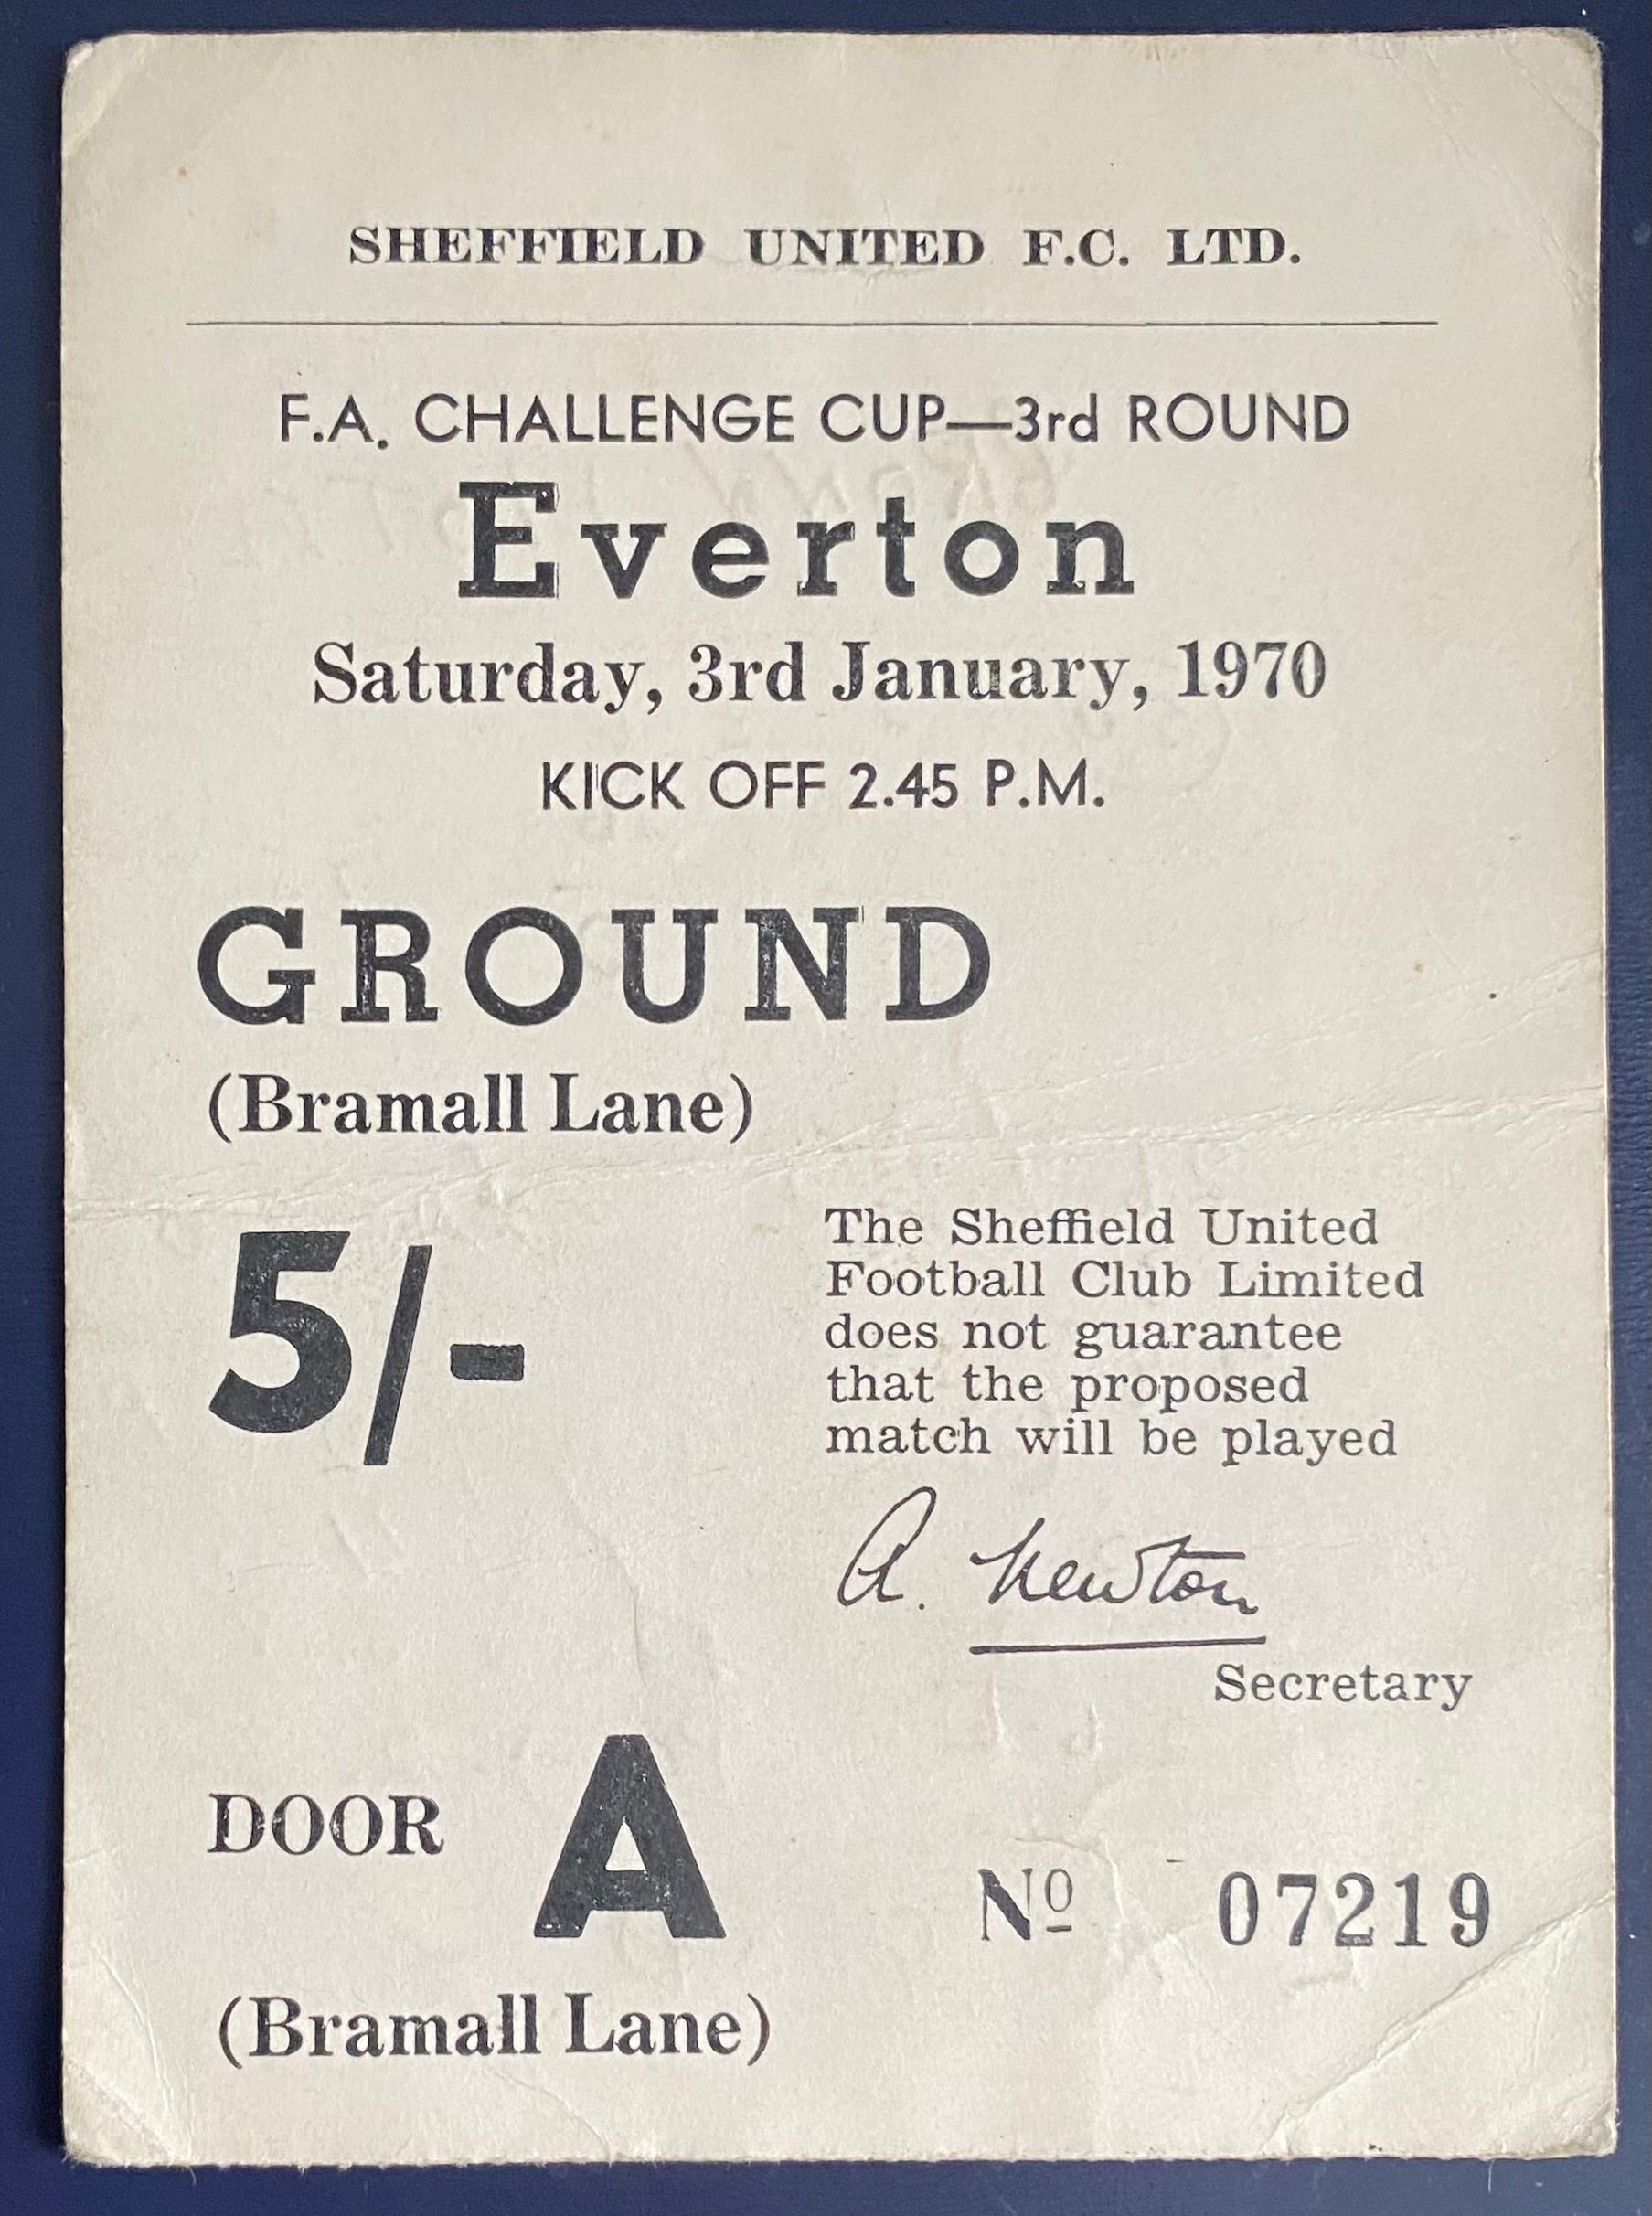 SHEFFIELD UNITED F.C. LTD.
F.A. CHALLENGE CUP—3rd ROUND
Everton
Saturday, 3rd January, 1970
KICK OFF 2.45 P.M.
GROUND
(Bramall Lane)
5/-
The Sheffield United
Football Club Limited
does not guarantee
that the proposed
match will be played
A. Newton
Secretary
DOOR A
(Bramall Lane)
Nº 07219